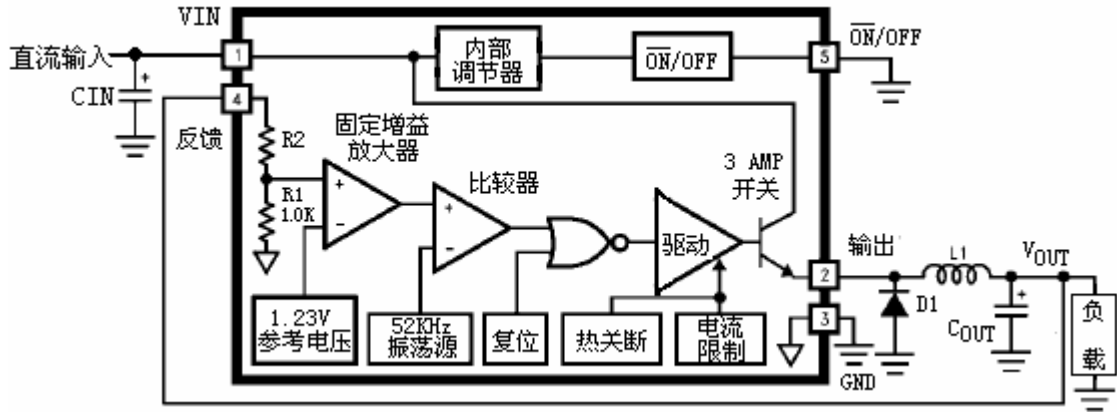 VIN
直流输入
1
内部
调节器
ON/OFF
5
ON/OFF
CIN
+
4
反馈
R2
固定增益
放大器
R1
1.0K
+
-
比较器
+
-
驱动
3 AMP
开关
输出
2
L1
VOUT
D1
+
COUT
负
载
3
GND
1.23V
参考电压
52KHz
振荡源
复位
热关断
电流
限制